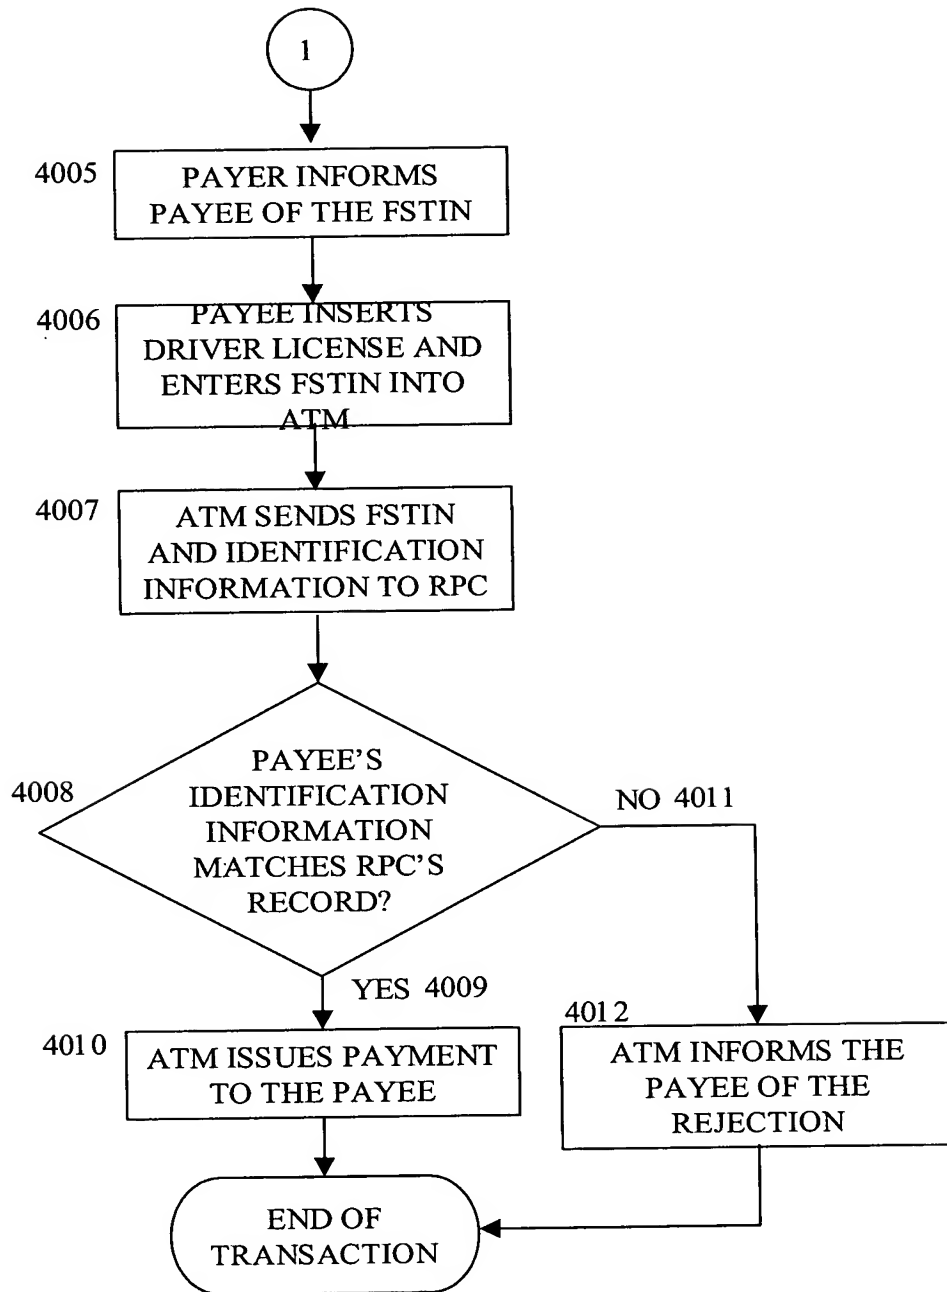 1
4005
PAYER INFORMS
PAYEE OF THE FSTIN
4006
PAYEE INSERTS
DRIVER LICENSE AND
ENTERS FSTIN INTO
ATM
4007
ATM SENDS FSTIN
AND IDENTIFICATION
INFORMATION TO RPC
4008
PAYEE'S
IDENTIFICATION
INFORMATION
MATCHES RPC'S
RECORD?
NO 4011
YES 4009
4010
ATM ISSUES PAYMENT
TO THE PAYEE
4012
ATM INFORMS THE
PAYEE OF THE
REJECTION
END OF
TRANSACTION